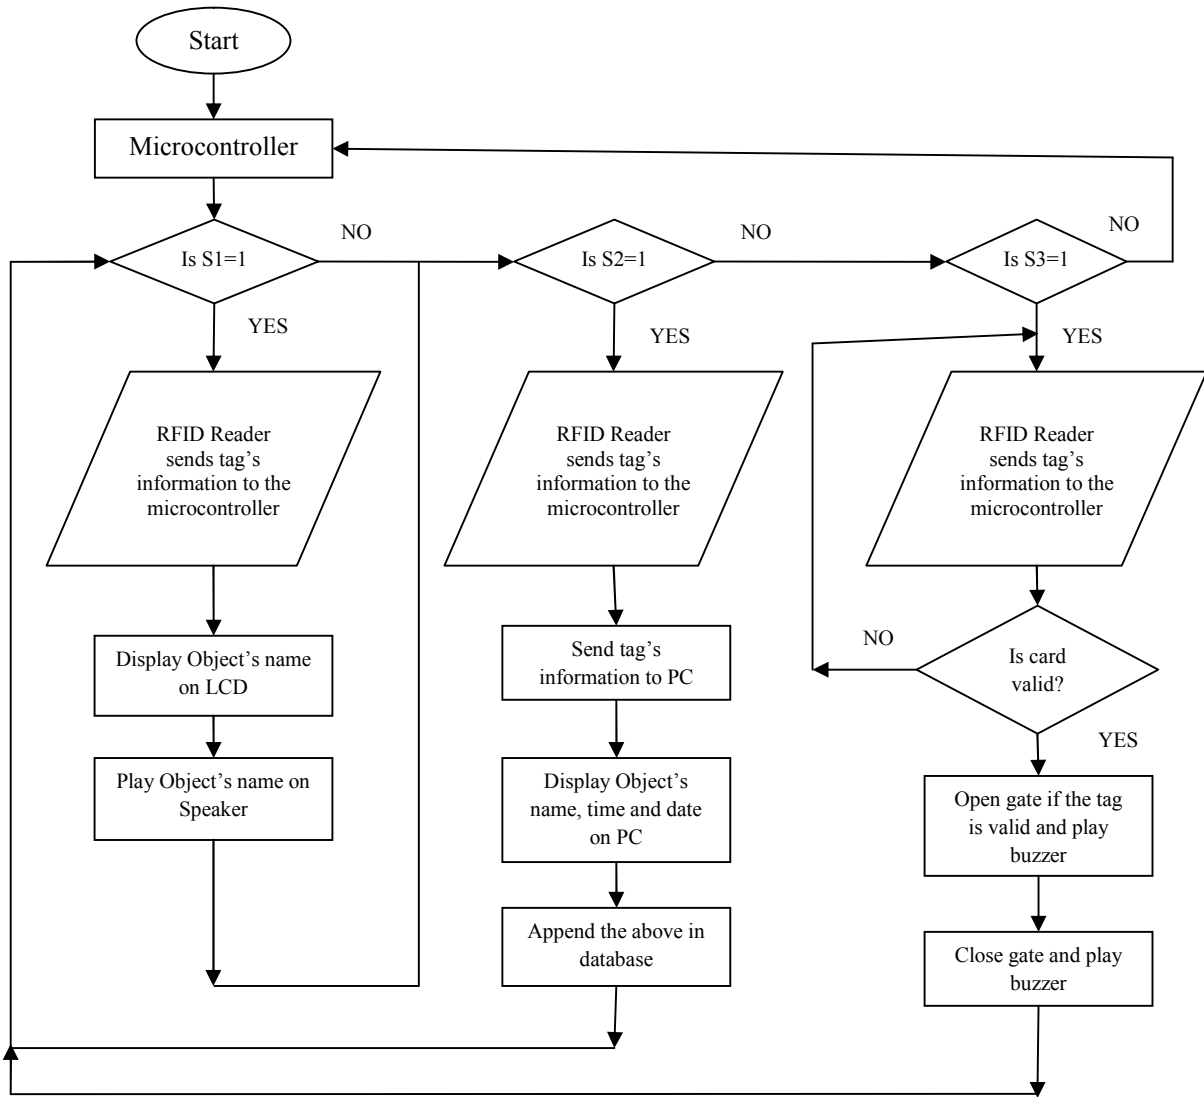 Start
Microcontroller
Is S1=1
NO
YES
RFID Reader
sends tag's
information to the
microcontroller
Display Object's name
on LCD
Play Object's name on
Speaker
Is S2=1
NO
YES
RFID Reader
sends tag's
information to the
microcontroller
Send tag's
information to PC
Display Object's
name, time and date
on PC
Append the above in
database
Is S3=1
NO
YES
RFID Reader
sends tag's
information to the
microcontroller
Is card
valid?
NO
YES
Open gate if the tag
is valid and play
buzzer
Close gate and play
buzzer